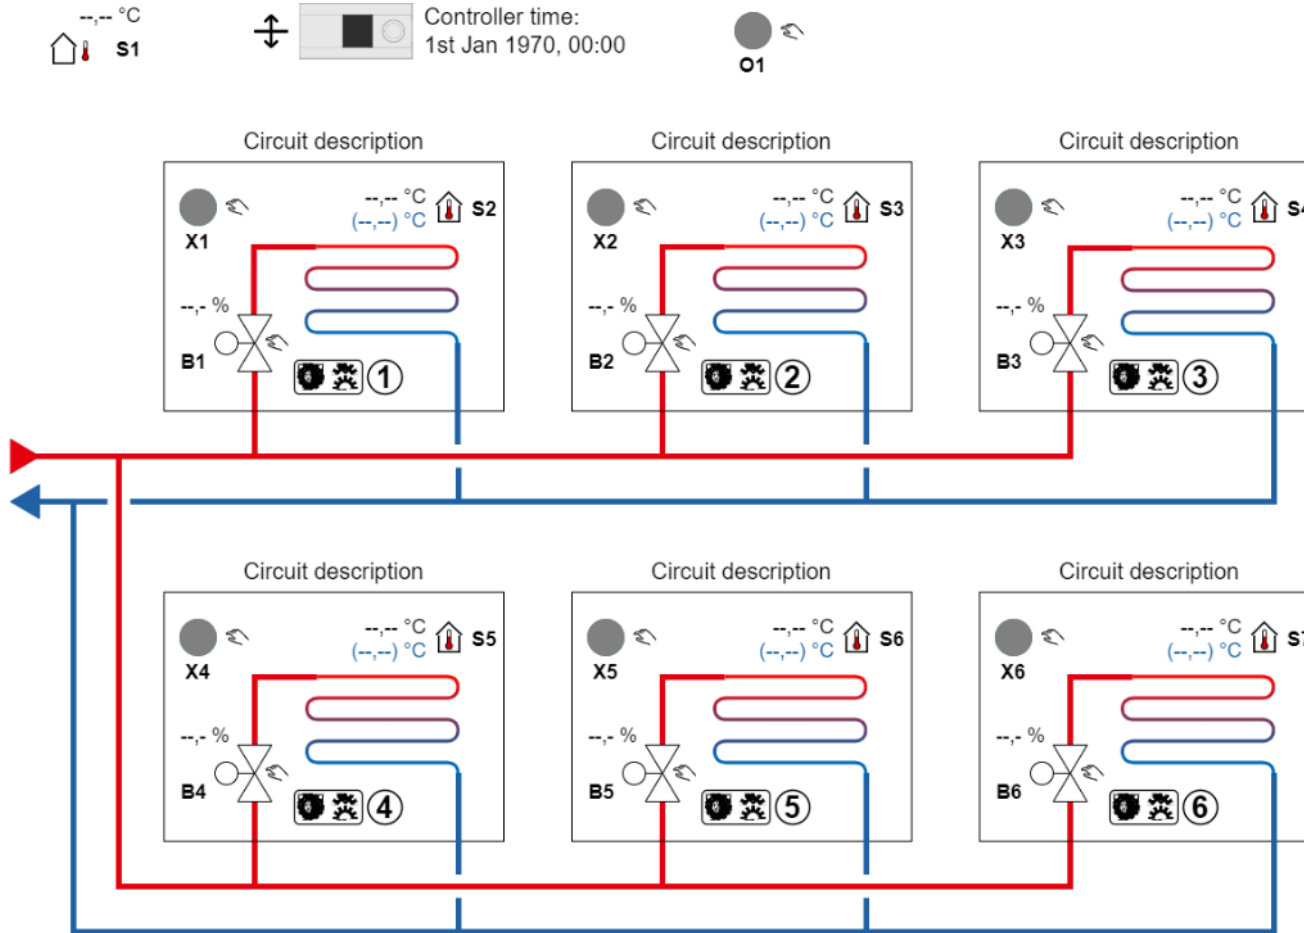 --,-- °C
S1
Controller time:
1st Jan 1970, 00:00
O1
Circuit description
X1
--,-- °C
(--,--) °C
S2
--,- %
B1
1
Circuit description
X2
--,-- °C
(--,--) °C
S3
--,- %
B2
2
Circuit description
X3
--,-- °C
(--,--) °C
S4
--,- %
B3
3
Circuit description
X4
--,-- °C
(--,--) °C
S5
--,- %
B4
4
Circuit description
X5
--,-- °C
(--,--) °C
S6
--,- %
B5
5
Circuit description
X6
--,-- °C
(--,--) °C
S7
--,- %
B6
6